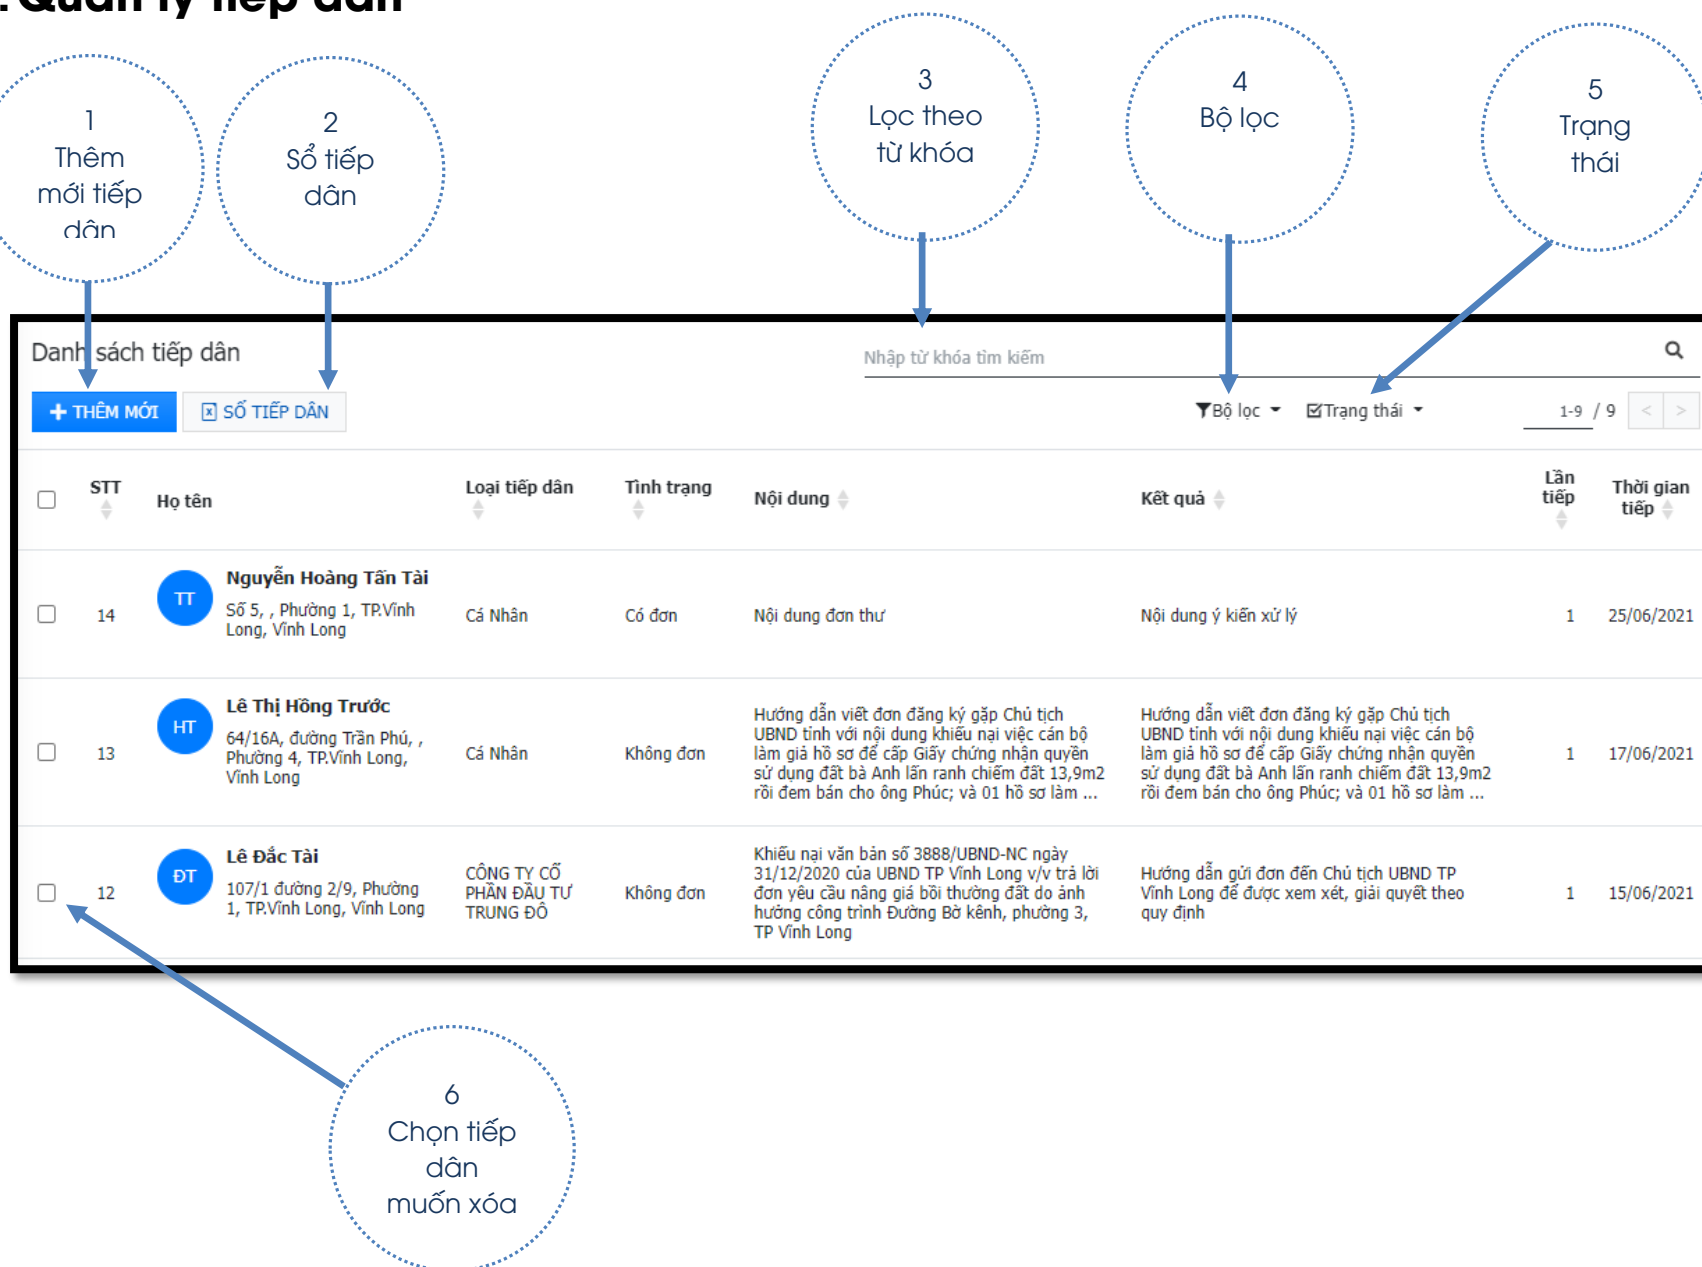 . Quản lý tiếp dân
1
Thêm
mới tiếp
dân
2
Sổ tiếp
dân
3
Lọc theo
từ khóa
4
Bộ lọc
5
Trạng
thái
Danh sách tiếp dân
Nhập từ khóa tìm kiếm
THÊM MỚI
SỔ TIẾP DÂN
Bộ lọc
Trạng thái
1-9 / 9 < >
STT
Họ tên
Loại tiếp dân
Tình trạng
Nội dung
Kết quả
Lần
tiếp
Thời gian
tiếp
14
TT
Nguyễn Hoàng Tấn Tài
Số 5, , Phường 1, TP.Vĩnh
Long, Vĩnh Long
Cá Nhân
Có đơn
Nội dung đơn thư
Nội dung ý kiến xử lý
1
25/06/2021
13
HT
Lê Thị Hồng Trước
64/16A, đường Trần Phú, ,
Phường 4, TP.Vĩnh Long,
Vĩnh Long
Cá Nhân
Không đơn
Hướng dẫn viết đơn đăng ký gặp Chủ tịch
UBND tỉnh với nội dung khiếu nại việc cán bộ
làm giả hồ sơ để cấp Giấy chứng nhận quyền
sử dụng đất bà Anh lấn ranh chiếm đất 13,9m2
rồi đem bán cho ông Phúc; và 01 hồ sơ làm ...
Hướng dẫn viết đơn đăng ký gặp Chủ tịch
UBND tỉnh với nội dung khiếu nại việc cán bộ
làm giả hồ sơ để cấp Giấy chứng nhận quyền
sử dụng đất bà Anh lấn ranh chiếm đất 13,9m2
rồi đem bán cho ông Phúc; và 01 hồ sơ làm ...
1
17/06/2021
12
ĐT
Lê Đắc Tài
107/1 đường 2/9, Phường
1, TP.Vĩnh Long, Vĩnh Long
CÔNG TY CỔ
PHẦN ĐẦU TƯ
TRUNG ĐÔ
Không đơn
Khiếu nại văn bản số 3888/UBND-NC ngày
31/12/2020 của UBND TP Vĩnh Long v/v trả lời
đơn yêu cầu nâng giá bồi thường đất do ảnh
hưởng công trình Đường Bờ kênh, phường 3,
TP Vĩnh Long
Hướng dẫn gửi đơn đến Chủ tịch UBND TP
Vĩnh Long để được xem xét, giải quyết theo
quy định
1
15/06/2021
6
Chọn tiếp
dân
muốn xóa